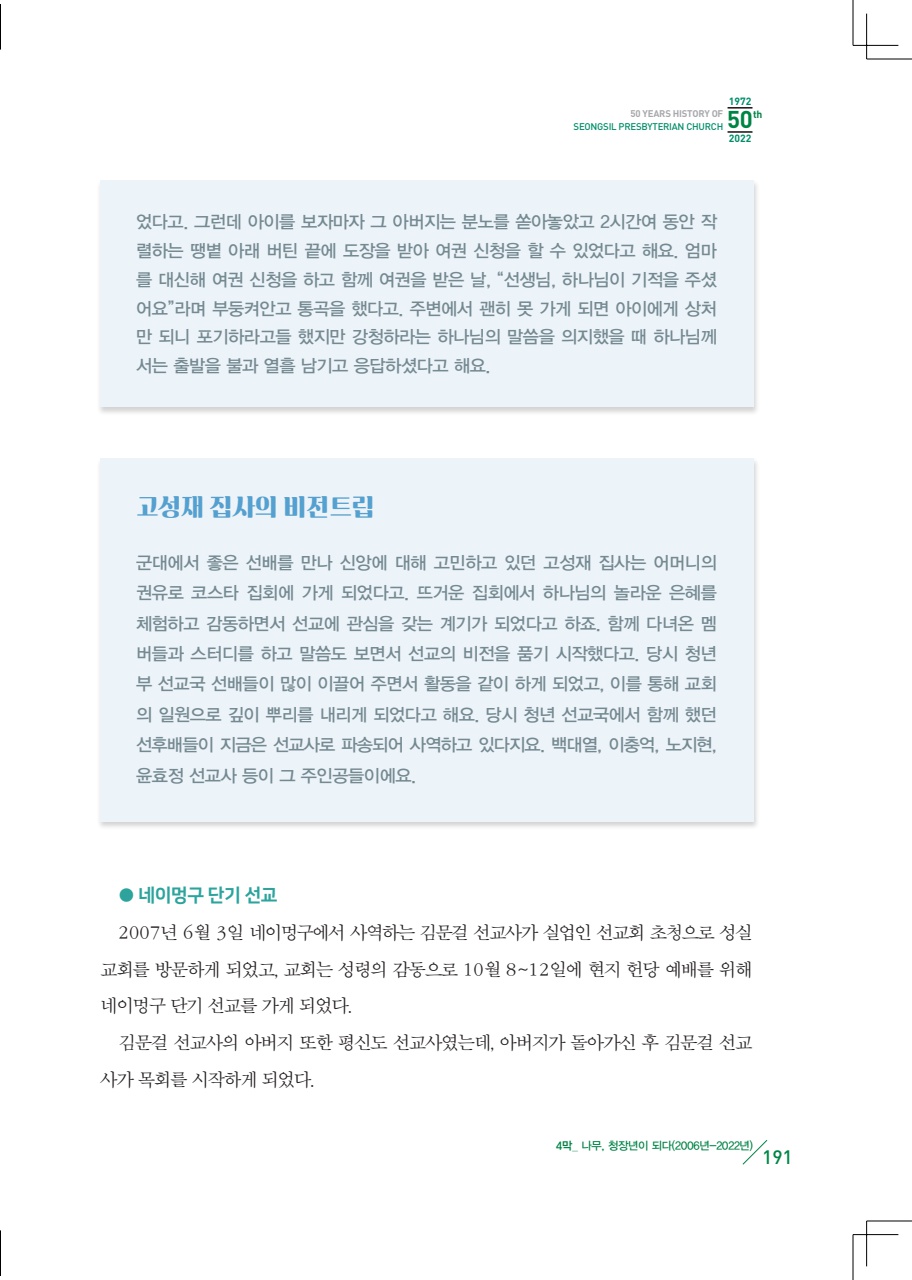 1972
50 YEARS HISTORY OF
50th
SEONGSIL PRESBYTERIAN CHURCH
2022
었다고. 그런데 아이를 보자마자 그 아버지는 분노를 쏟아놓았고 2시간여 동안 작
렬하는 땡볕 아래 버틴 끝에 도장을 받아 여권 신청을 할 수 있었다고 해요. 엄마
를 대신해 여권 신청을 하고 함께 여권을 받은 날, “선생님, 하나님이 기적을 주셨
어요”라며 부둥켜안고 통곡을 했다고. 주변에서 괜히 못 가게 되면 아이에게 상처
만 되니 포기하라고들 했지만 강청하라는 하나님의 말씀을 의지했을 때 하나님께
서는 출발을 불과 열흘 남기고 응답하셨다고 해요.
고성재 집사의 비전트립
군대에서 좋은 선배를 만나 신앙에 대해 고민하고 있던 고성재 집사는 어머니의
권유로 코스타 집회에 가게 되었다고. 뜨거운 집회에서 하나님의 놀라운 은혜를
체험하고 감동하면서 선교에 관심을 갖는 계기가 되었다고 하죠. 함께 다녀온 멤
버들과 스터디를 하고 말씀도 보면서 선교의 비전을 품기 시작했다고. 당시 청년
부 선교국 선배들이 많이 이끌어 주면서 활동을 같이 하게 되었고, 이를 통해 교회
의 일원으로 깊이 뿌리를 내리게 되었다고 해요. 당시 청년 선교국에서 함께 했던
선후배들이 지금은 선교사로 파송되어 사역하고 있다지요. 백대열, 이충억, 노지현,
윤효정 선교사 등이 그 주인공들이에요.
● 네이멍구 단기 선교
2007년 6월 3일 네이멍구에서 사역하는 김문걸 선교사가 실업인 선교회 초청으로 성실
교회를 방문하게 되었고, 교회는 성령의 감동으로 10월 8~12일에 현지 헌당 예배를 위해
네이멍구 단기 선교를 가게 되었다.
김문걸 선교사의 아버지 또한 평신도 선교사였는데, 아버지가 돌아가신 후 김문걸 선교
사가 목회를 시작하게 되었다.
4막_ 나무, 청장년이 되다(2006년-2022년)
191